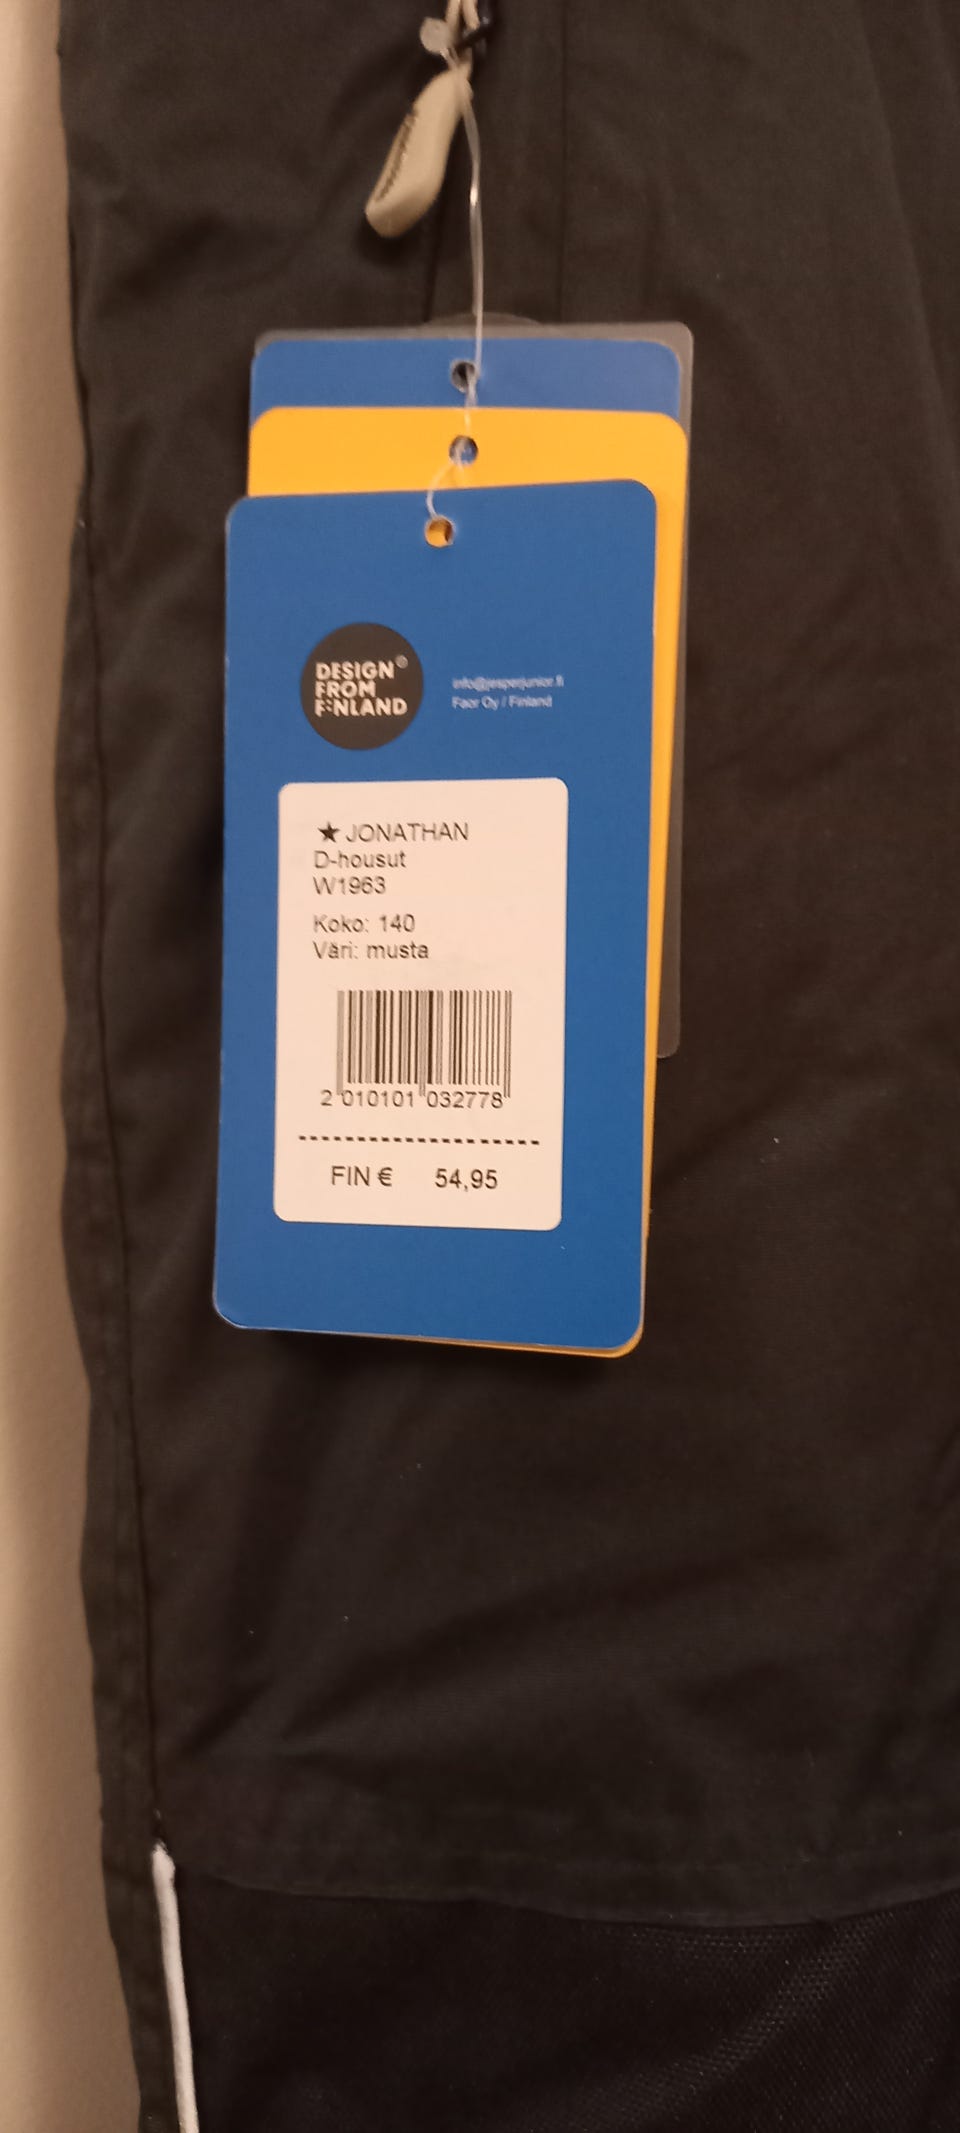 DESIGN
FROM
FINLAND
info@jesperjunior.fi
Faor Oy / Finland
★ JONATHAN
D-housut
W1963
Koko: 140
Väri: musta
2 010101 032778
FIN € 54,95